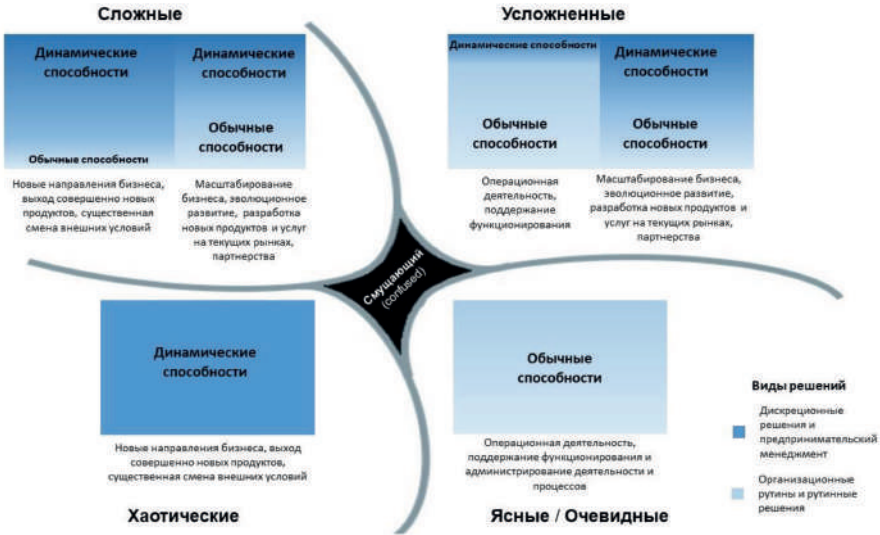 Сложные
Динамические
способности
Обычные способности
Новые направления бизнеса,
выход совершенно новых
продуктов, существенная
смена внешних условий
Динамические
способности
Обычные
способности
Масштабирование
бизнеса, эволюционное
развитие, разработка
новых продуктов и услуг
на текущих рынках,
партнерства
Усложненные
Динамические способности
Обычные
способности
Операционная
деятельность,
поддержание
функционирования
Динамические
способности
Обычные
способности
Масштабирование бизнеса,
эволюционное развитие,
разработка новых продуктов и
услуг на текущих рынках,
партнерства
Смущающий
(confused)
Динамические
способности
Новые направления бизнеса, выход
совершенно новых продуктов,
существенная смена внешних условий
Хаотические
Обычные
способности
Операционная деятельность,
поддержание функционирования и
администрирование деятельности и
процессов
Ясные / Очевидные
Виды решений
Дискреционные
решения и
предпринимательский
менеджмент
Организационные
рутины и рутинные
решения